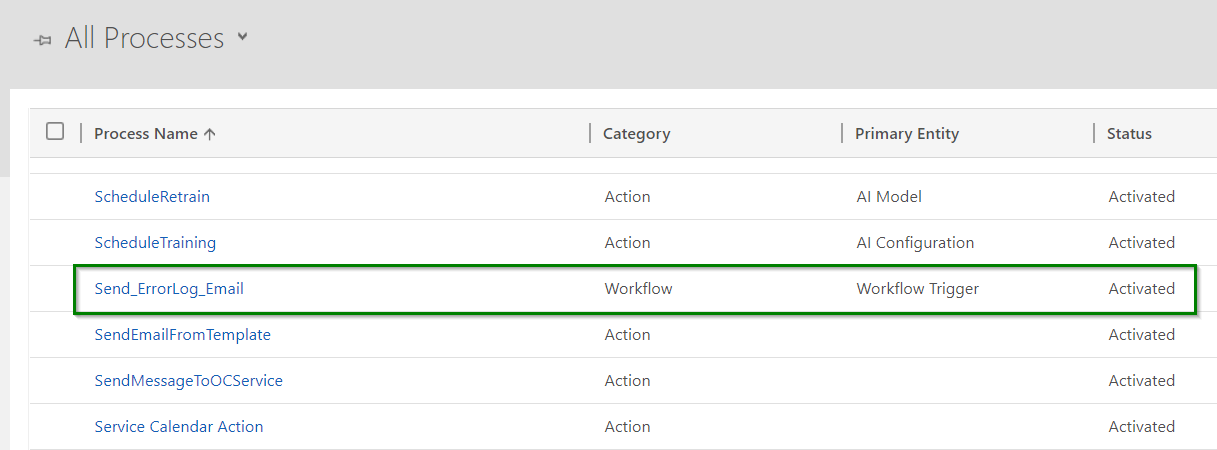 All Processes
Process Name Category Primary Entity Status
ScheduleRetrain Action AI Model Activated
ScheduleTraining Action AI Configuration Activated
Send_ErrorLog_Email Workflow Workflow Trigger Activated
SendEmailFromTemplate Action Activated
SendMessageToOCService Action Activated
Service Calendar Action Action Activated